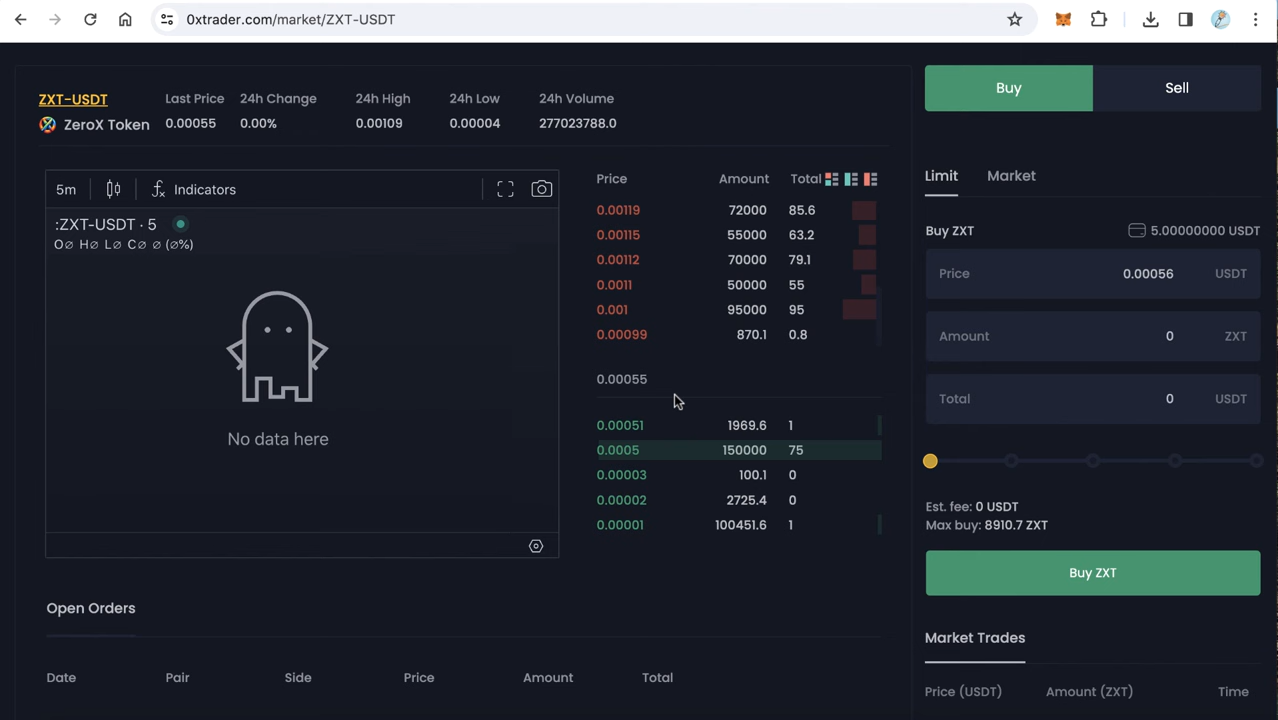 0xtrader.com/market/ZXT-USDT
ZXT-USDT Last Price 24h Change 24h High 24h Low 24h Volume
ZeroX Token 0.00055 0.00% 0.00109 0.00004 277023788.0
Buy Sell
5m Indicators
:ZXT-USDT · 5
O∅ H∅ L∅ C∅ ∅ (∅%)
No data here
Price Amount Total
0.00119 72000 85.6
0.00115 55000 63.2
0.00112 70000 79.1
0.0011 50000 55
0.001 95000 95
0.00099 870.1 0.8
0.00055
0.00051 1969.6 1
0.0005 150000 75
0.00003 100.1 0
0.00002 2725.4 0
0.00001 100451.6 1
Limit Market
Buy ZXT 5.00000000 USDT
Price 0.00056 USDT
Amount 0 ZXT
Total 0 USDT
Est. fee: 0 USDT
Max buy: 8910.7 ZXT
Buy ZXT
Open Orders
Date Pair Side Price Amount Total
Market Trades
Price (USDT) Amount (ZXT) Time